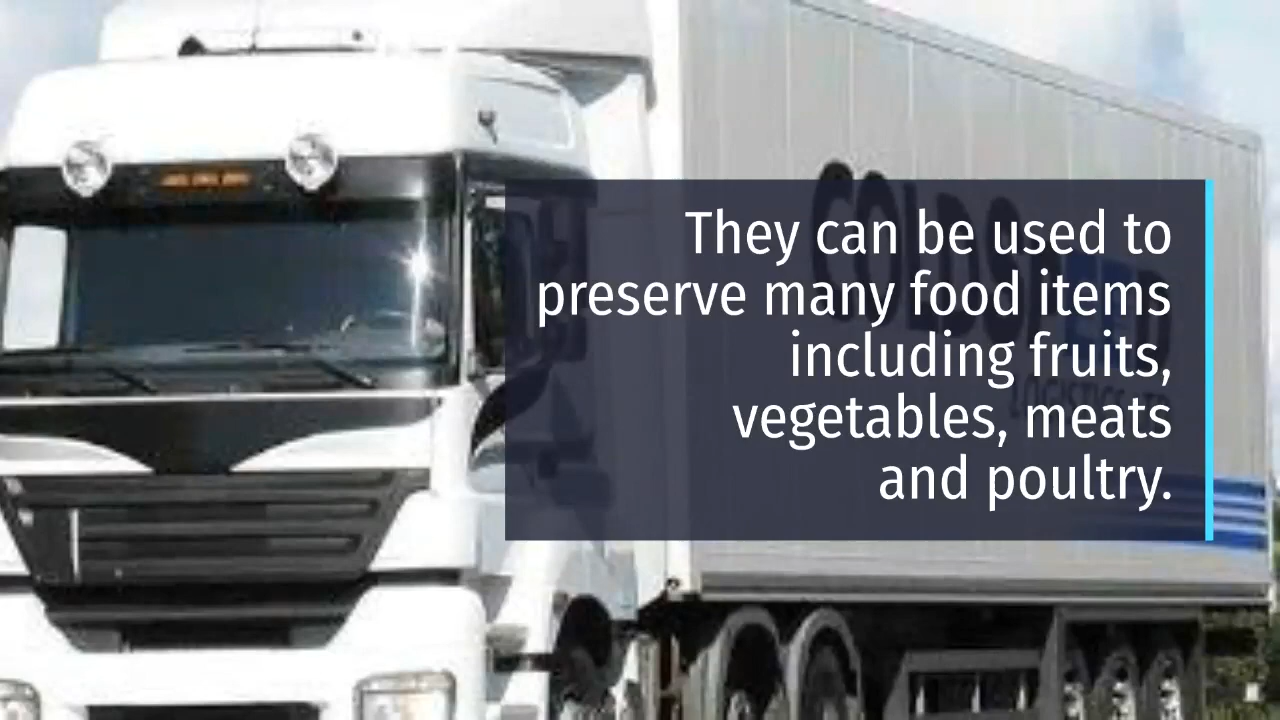 They can be used to
preserve many food items
including fruits,
vegetables, meats
and poultry.